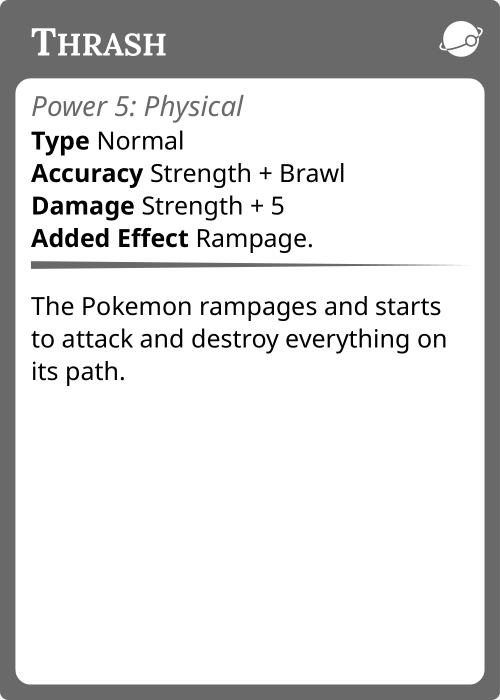 Thrash
Power 5: Physical
Type Normal
Accuracy Strength + Brawl
Damage Strength + 5
Added Effect Rampage.
The Pokemon rampages and starts
to attack and destroy everything on
its path.